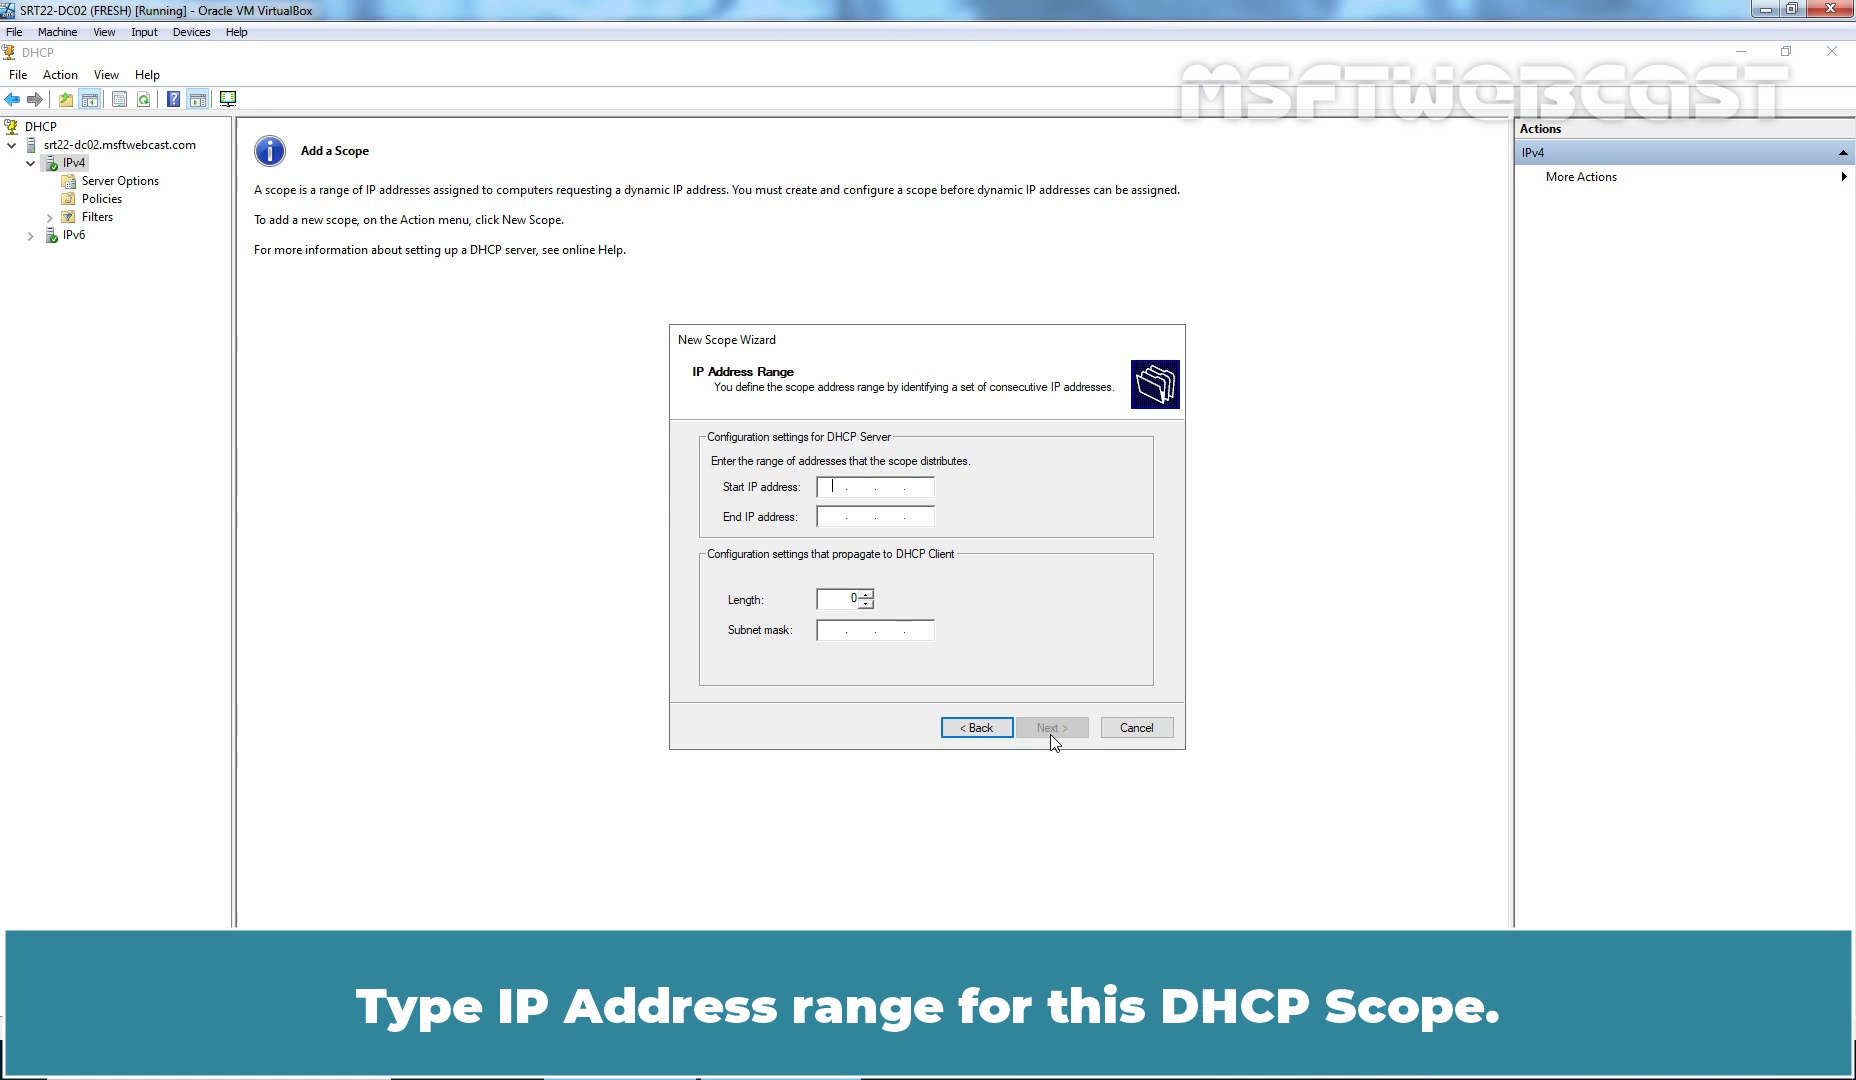 SRT22-DC02 (FRESH) [Running] - Oracle VM VirtualBox
File Machine View Input Devices Help
DHCP
File Action View Help
MSFTWEBCAST
DHCP
srt22-dc02.msftwebcast.com
IPv4
Server Options
Policies
Filters
IPv6
Add a Scope
A scope is a range of IP addresses assigned to computers requesting a dynamic IP address. You must create and configure a scope before dynamic IP addresses can be assigned.
To add a new scope, on the Action menu, click New Scope.
For more information about setting up a DHCP server, see online Help.
Actions
IPv4
More Actions
New Scope Wizard
IP Address Range
You define the scope address range by identifying a set of consecutive IP addresses.
Configuration settings for DHCP Server
Enter the range of addresses that the scope distributes.
Start IP address: . . .
End IP address: . . .
Configuration settings that propagate to DHCP Client
Length: 0
Subnet mask: . . .
< Back Next > Cancel
Type IP Address range for this DHCP Scope.